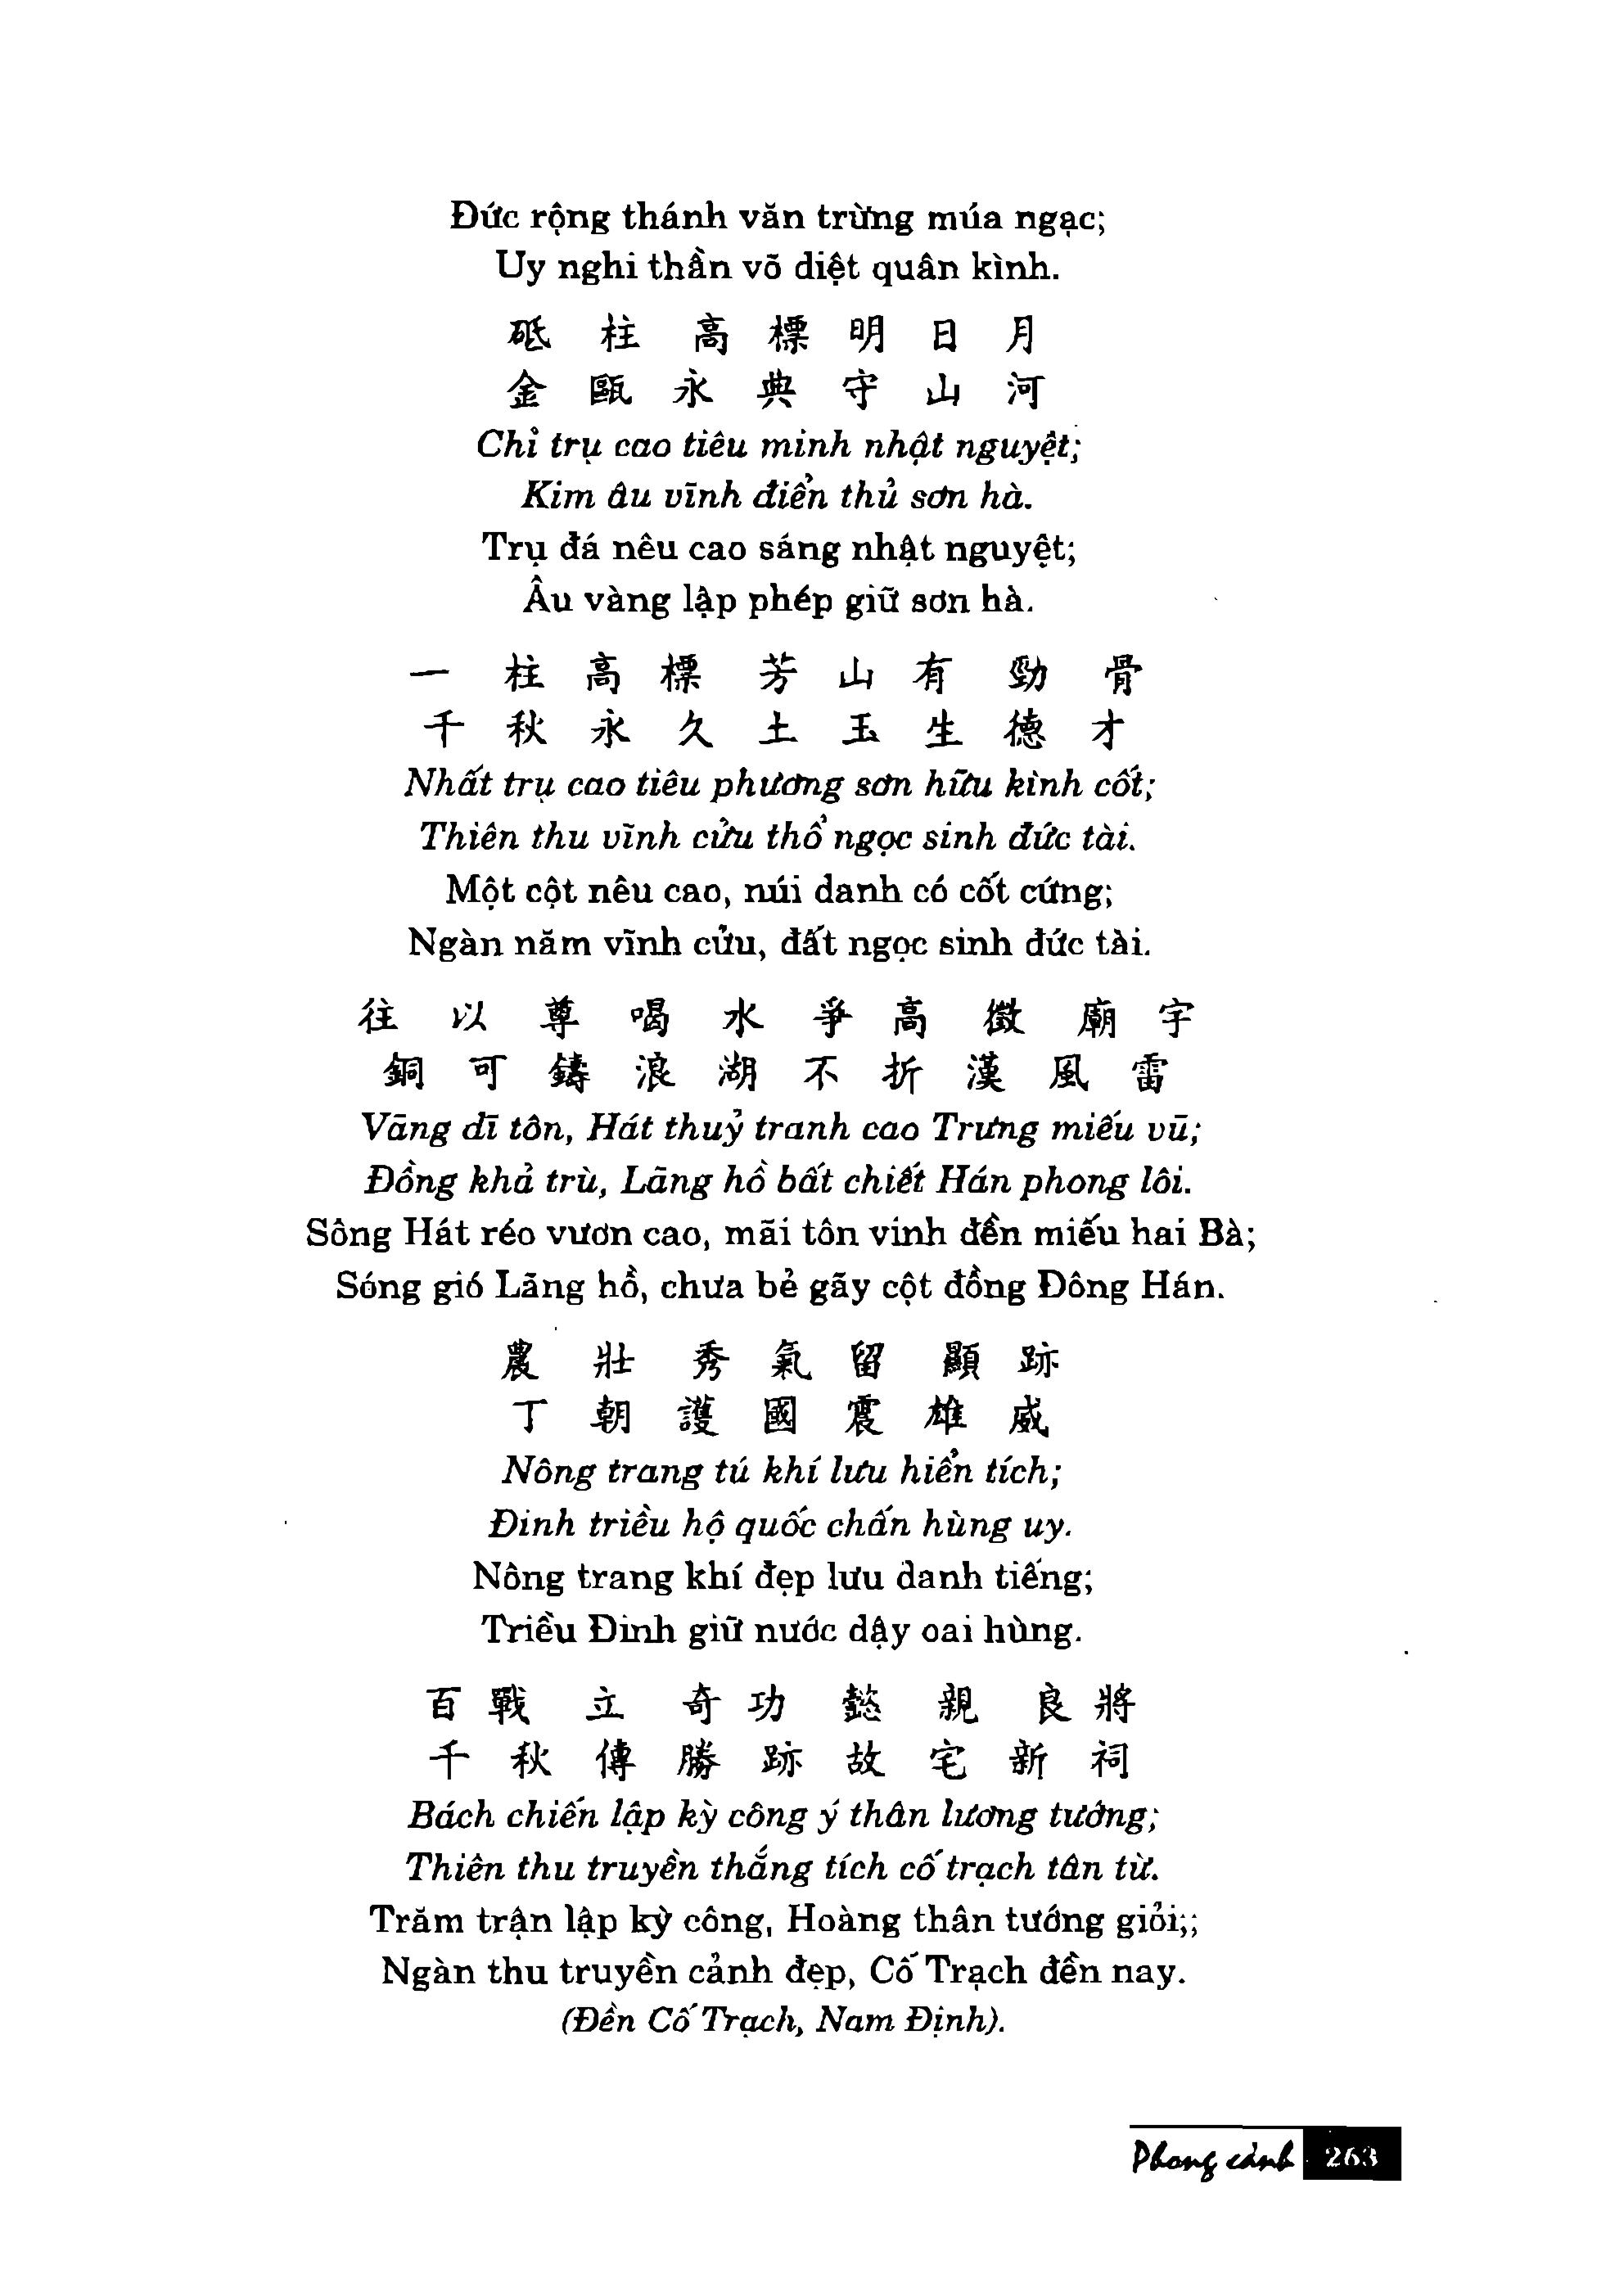 Đức rộng thánh văn trừng múa ngạc;
Uy nghi thần võ diệt quân kình.
砥柱高標明日月
金甌永典守山河
Chỉ trụ cao tiêu minh nhật nguyệt;
Kim âu vĩnh điển thủ sơn hà.
Trụ đá nêu cao sáng nhật nguyệt;
Âu vàng lập phép giữ sơn hà.
一柱高標芳山有勁骨
千秋永久土玉生德才
Nhất trụ cao tiêu phương sơn hữu kình cốt;
Thiên thu vĩnh cửu thổ ngọc sinh đức tài.
Một cột nêu cao, núi danh có cốt cứng;
Ngàn năm vĩnh cửu, đất ngọc sinh đức tài.
往以尊喝水爭高徵廟宇
銅可鑄浪湖不折漢風雷
Vãng dĩ tôn, Hát thuỷ tranh cao Trưng miếu vũ;
Đồng khả trù, Lãng hồ bất chiết Hán phong lôi.
Sông Hát réo vươn cao, mãi tôn vinh đền miếu hai Bà;
Sóng gió Lãng hồ, chưa bẻ gãy cột đồng Đông Hán.
農壯秀氣留顯跡
丁朝護國震雄威
Nông trang tú khí lưu hiển tích;
Đinh triều hộ quốc chấn hùng uy.
Nông trang khí đẹp lưu danh tiếng;
Triều Đinh giữ nước dậy oai hùng.
百戰立奇功懿親良將
千秋傳勝跡故宅新祠
Bách chiến lập kỳ công ý thân lương tướng;
Thiên thu truyền thắng tích cố trạch tân từ.
Trăm trận lập kỳ công, Hoàng thân tướng giỏi;;
Ngàn thu truyền cảnh đẹp, Cố Trạch đền nay.
(Đền Cố Trạch, Nam Định).
Phong cảnh 263